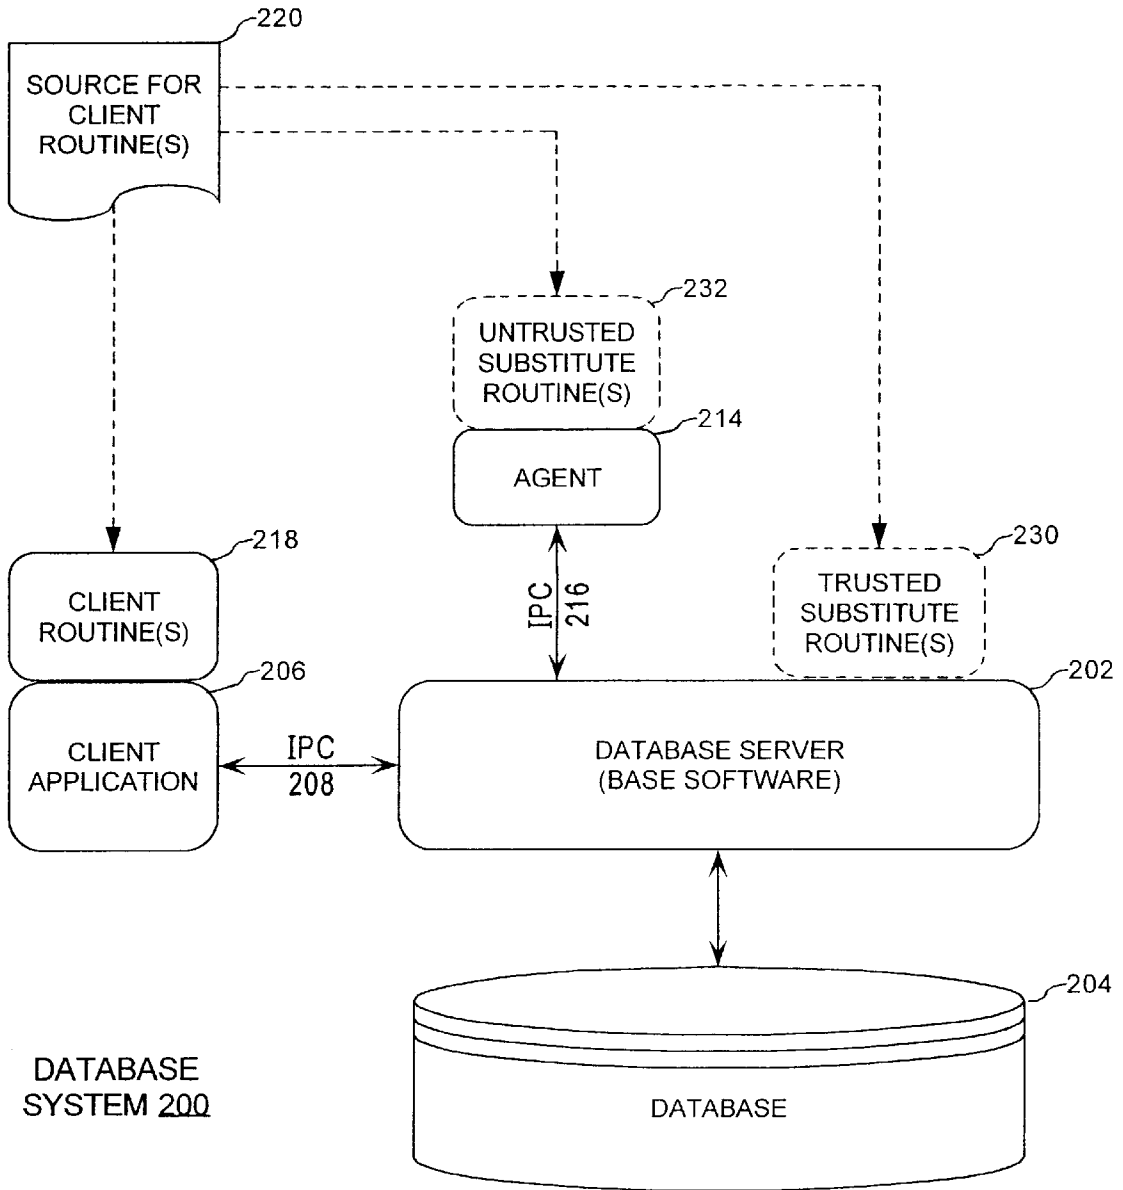 220
SOURCE FOR
CLIENT
ROUTINE(S)
232
UNTRUSTED
SUBSTITUTE
ROUTINE(S)
214
AGENT
218
CLIENT
ROUTINE(S)
IPC
216
230
TRUSTED
SUBSTITUTE
ROUTINE(S)
206
CLIENT
APPLICATION
IPC
208
202
DATABASE SERVER
(BASE SOFTWARE)
204
DATABASE
DATABASE
SYSTEM 200